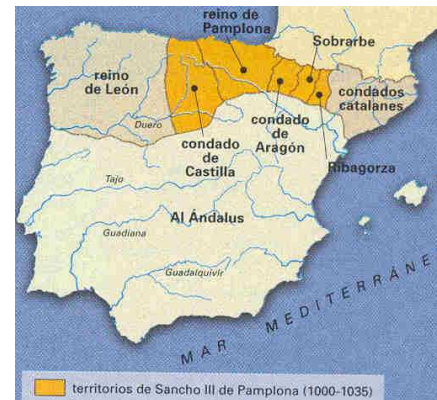 reino de
Pamplona
Sobrarbe
reino
de León
condados
catalanes
Duero
condado
de
Castilla
condado
de
Aragón
Ribagorza
Tajo
Al Ándalus
Guadiana
Guadalquivir
MAR MEDITERRÁNE
territorios de Sancho III de Pamplona (1000-1035)